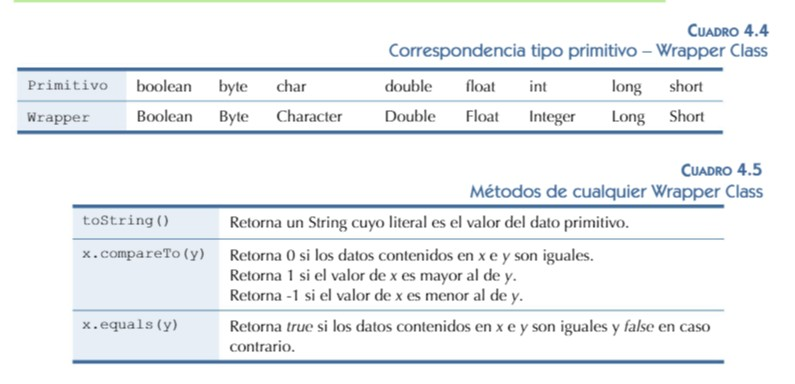 CUADRO 4.4
Correspondencia tipo primitivo – Wrapper Class
Primitivo boolean byte char double float int long short
Wrapper Boolean Byte Character Double Float Integer Long Short
CUADRO 4.5
Métodos de cualquier Wrapper Class
toString() Retorna un String cuyo literal es el valor del dato primitivo.
x.compareTo(y) Retorna 0 si los datos contenidos en x e y son iguales.
Retorna 1 si el valor de x es mayor al de y.
Retorna -1 si el valor de x es menor al de y.
x.equals(y) Retorna true si los datos contenidos en x e y son iguales y false en caso
contrario.